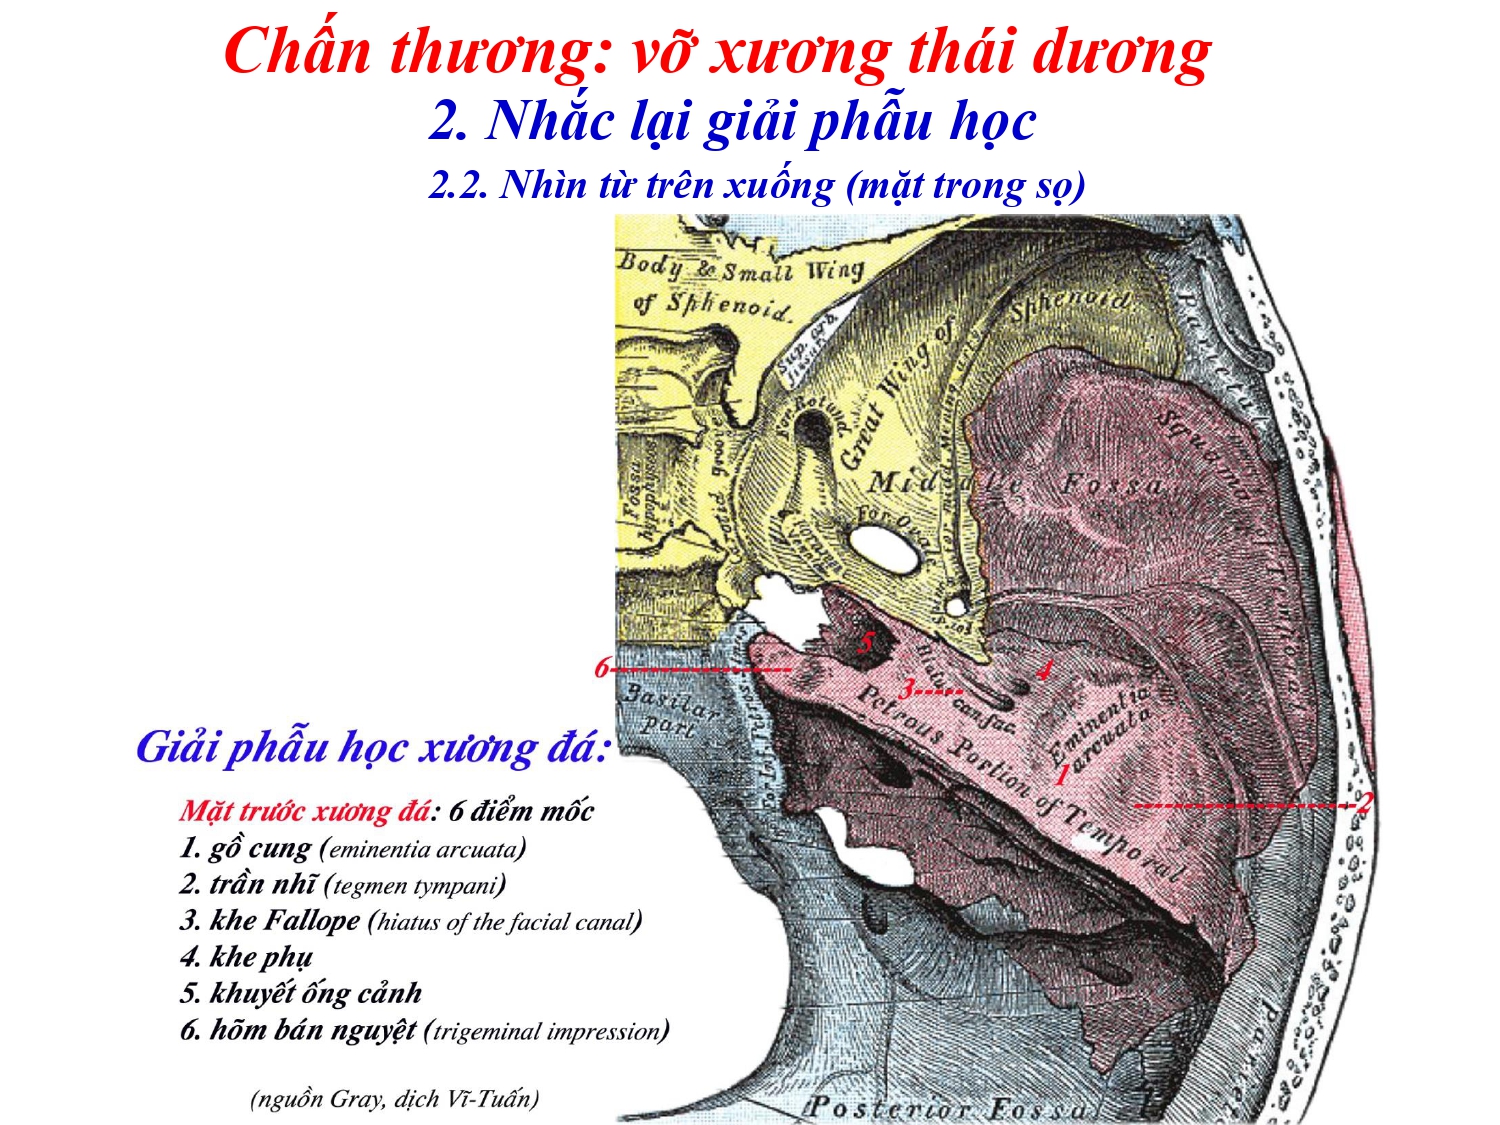 Chấn thương: vỡ xương thái dương
2. Nhắc lại giải phẫu học
2.2. Nhìn từ trên xuống (mặt trong sọ)
Body & Small Wing
of Sphenoid.
Sup. orb.
fissure
Great Wing of
Sphenoid
Parietal
For. Rotund.
Carotid groove
Fossa
hypophyseos
Middle Fossa
Squama of Temporal
For. Ovale
5
6
3
4
Hiatus
can. fac.
Eminentia
arcuata
1
2
Petrous Portion of Temporal
Basilar
part
Giải phẫu học xương đá:
Mặt trước xương đá: 6 điểm mốc
1. gồ cung (eminentia arcuata)
2. trần nhĩ (tegmen tympani)
3. khe Fallope (hiatus of the facial canal)
4. khe phụ
5. khuyết ống cảnh
6. hõm bán nguyệt (trigeminal impression)
(nguồn Gray, dịch Vĩ-Tuấn)
Posterior Fossa